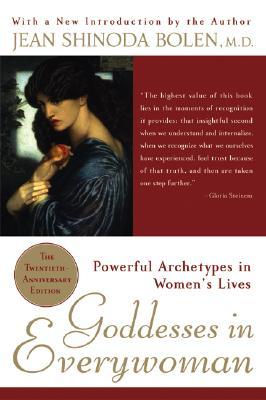 With a New Introduction by the Author
JEAN SHINODA BOLEN, M.D.
"The highest value of this book
lies in the moments of recognition
it provides: that insightful second
when we understand and internalize,
when we recognize what we ourselves
have experienced, feel trust because
of that truth, and then are taken
one step further."
—Gloria Steinem
THE
TWENTIETH-
ANNIVERSARY
EDITION
Powerful Archetypes in
Women's Lives
Goddesses in
Everywoman